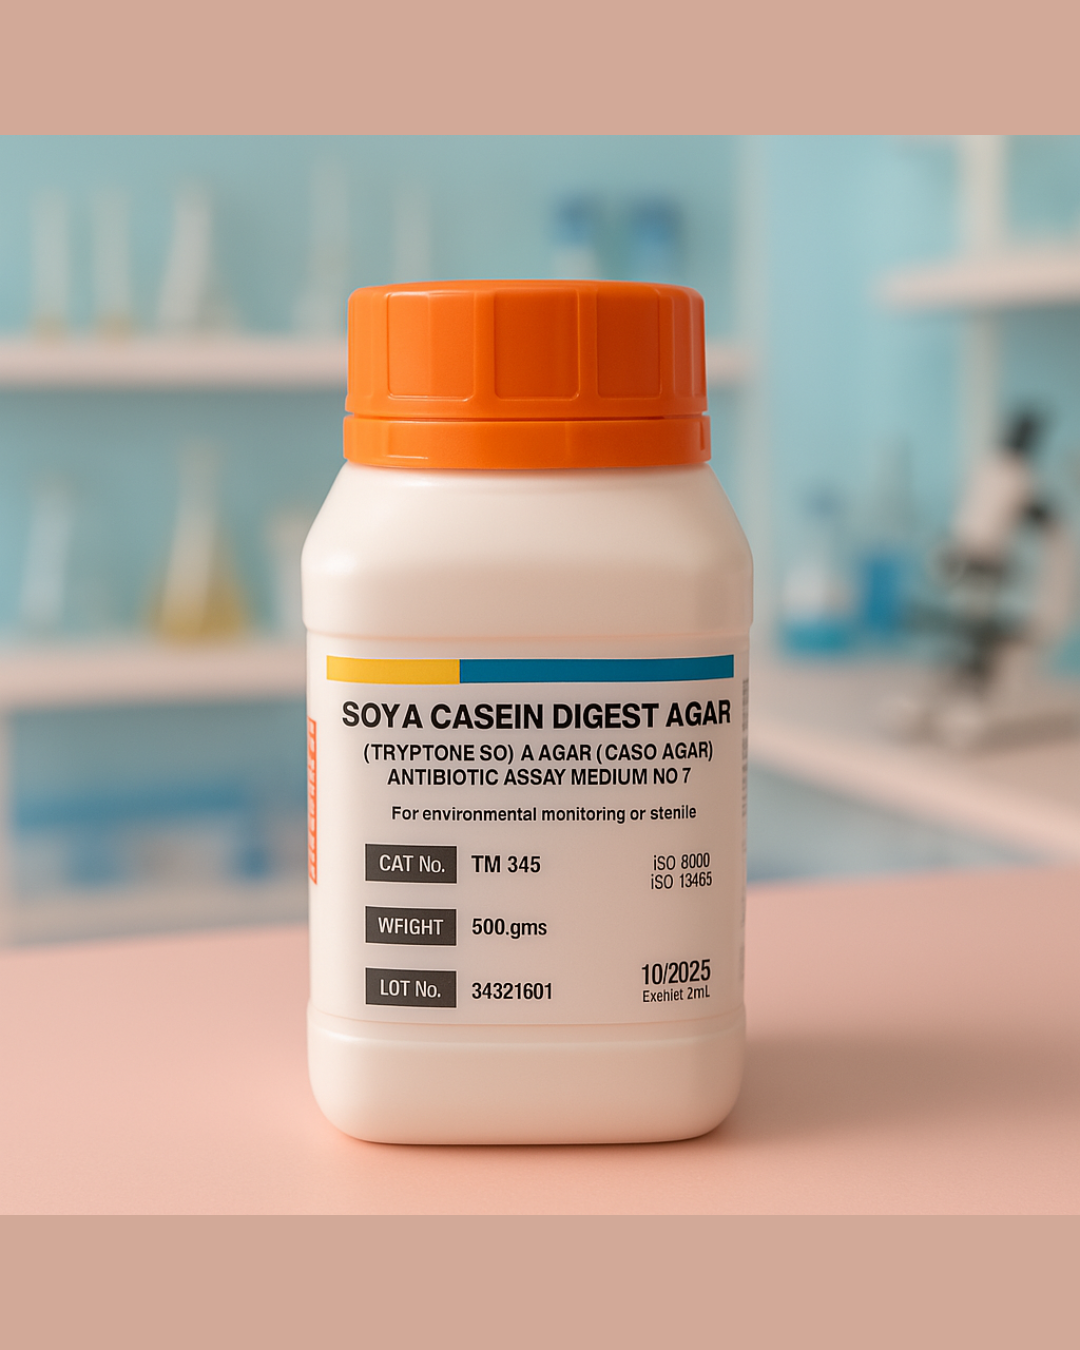 SOYA CASEIN DIGEST AGAR
(TRYPTONE SO) A AGAR (CASO AGAR)
ANTIBIOTIC ASSAY MEDIUM NO 7
For environmental monitoring or stenile
CAT No. TM 345
iSO 8000
iSO 13465
WFIGHT 500.gms
LOT No. 34321601
10/2025
Exehiet 2mL